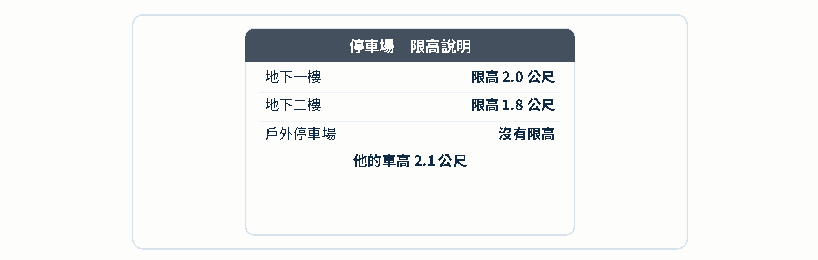 停車場　限高說明
地下一樓 限高 2.0 公尺
地下二樓 限高 1.8 公尺
戶外停車場 沒有限高
他的車高 2.1 公尺